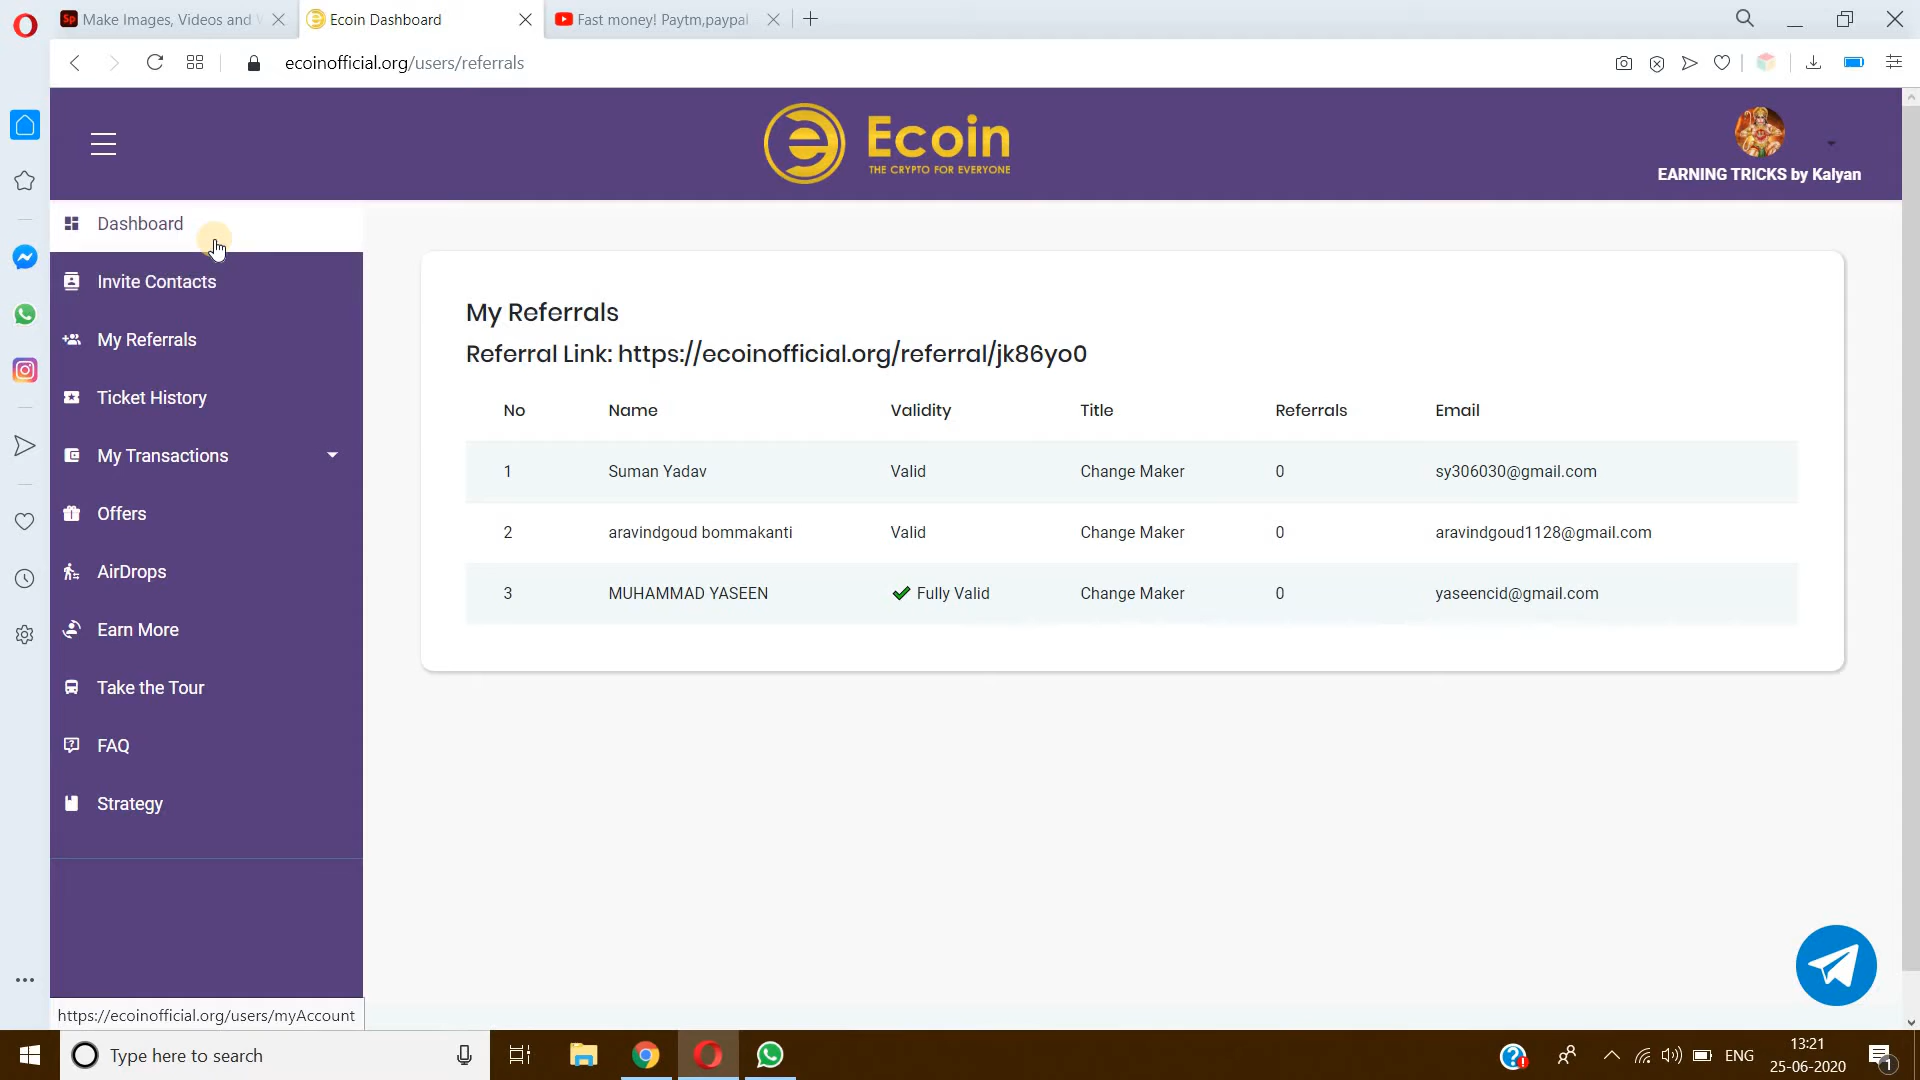 Make Images, Videos and
Ecoin Dashboard
Fast money! Paytm,paypal
ecoinofficial.org/users/referrals
Ecoin
THE CRYPTO FOR EVERYONE
EARNING TRICKS by Kalyan
Dashboard
Invite Contacts
My Referrals
Ticket History
My Transactions
Offers
AirDrops
Earn More
Take the Tour
FAQ
Strategy
My Referrals
Referral Link: https://ecoinofficial.org/referral/jk86yo0
No Name Validity Title Referrals Email
1 Suman Yadav Valid Change Maker 0 sy306030@gmail.com
2 aravindgoud bommakanti Valid Change Maker 0 aravindgoud1128@gmail.com
3 MUHAMMAD YASEEN Fully Valid Change Maker 0 yaseencid@gmail.com
https://ecoinofficial.org/users/myAccount
Type here to search
ENG
13:21
25-06-2020
1